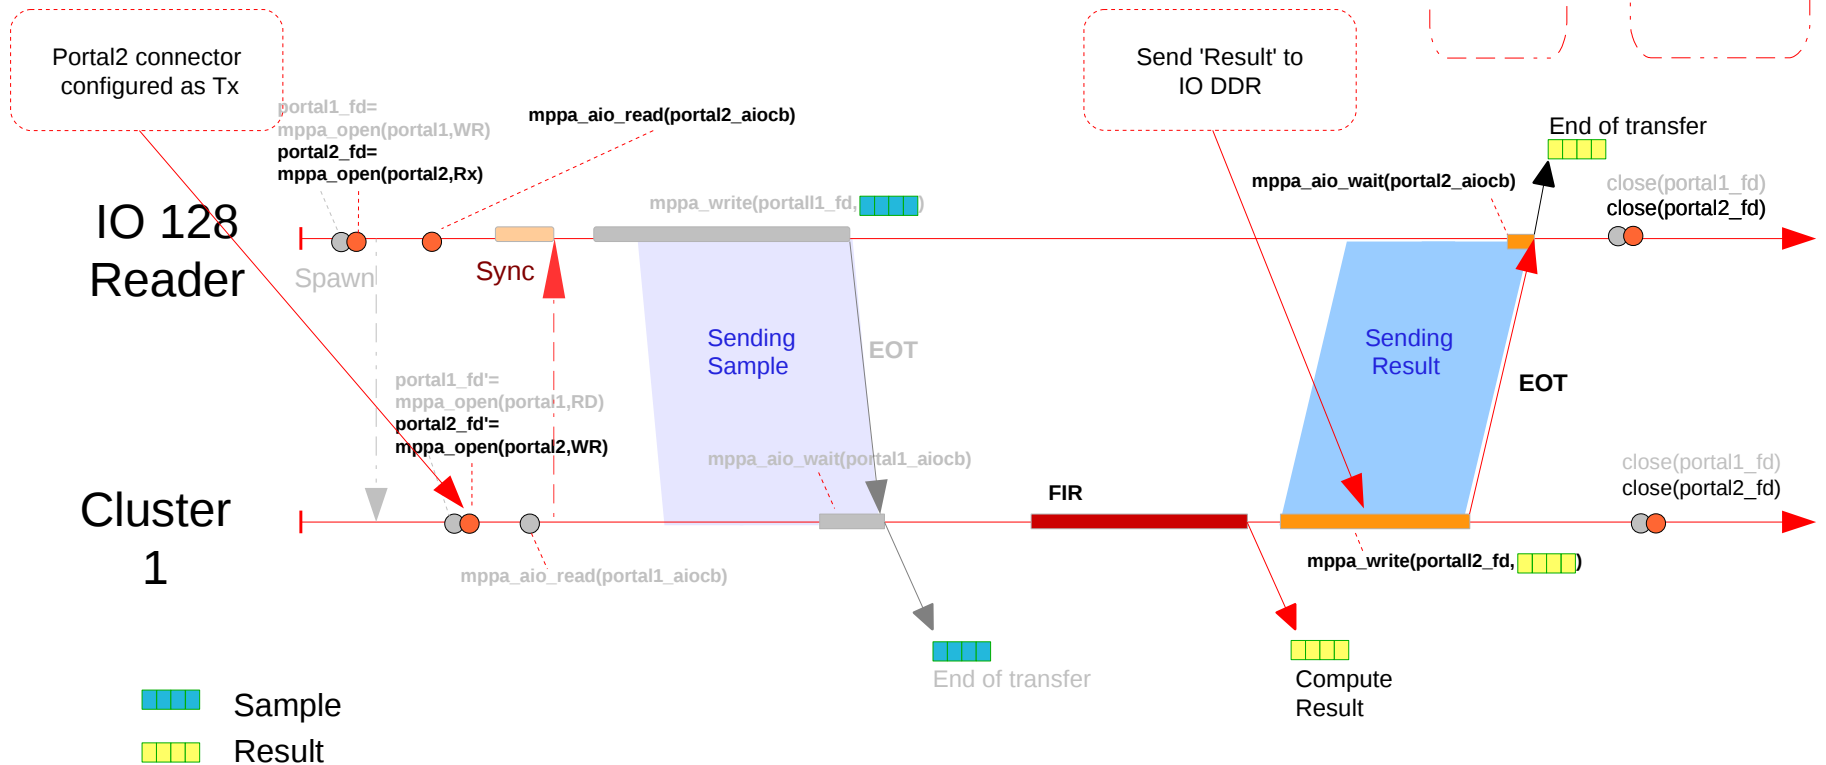 Portal2 connector
configured as Tx
Send 'Result' to
IO DDR
portal1_fd=
mppa_open(portal1,WR)
portal2_fd=
mppa_open(portal2,Rx)
mppa_aio_read(portal2_aiocb)
End of transfer
mppa_aio_wait(portal2_aiocb)
close(portal1_fd)
close(portal2_fd)
mppa_write(portall1_fd, )
IO 128
Reader
Spawn
Sync
Sending
Sample
EOT
Sending
Result
EOT
portal1_fd'=
mppa_open(portal1,RD)
portal2_fd'=
mppa_open(portal2,WR)
mppa_aio_wait(portal1_aiocb)
close(portal1_fd)
close(portal2_fd)
Cluster
1
FIR
mppa_aio_read(portal1_aiocb)
mppa_write(portall2_fd, )
End of transfer
Compute
Result
Sample
Result